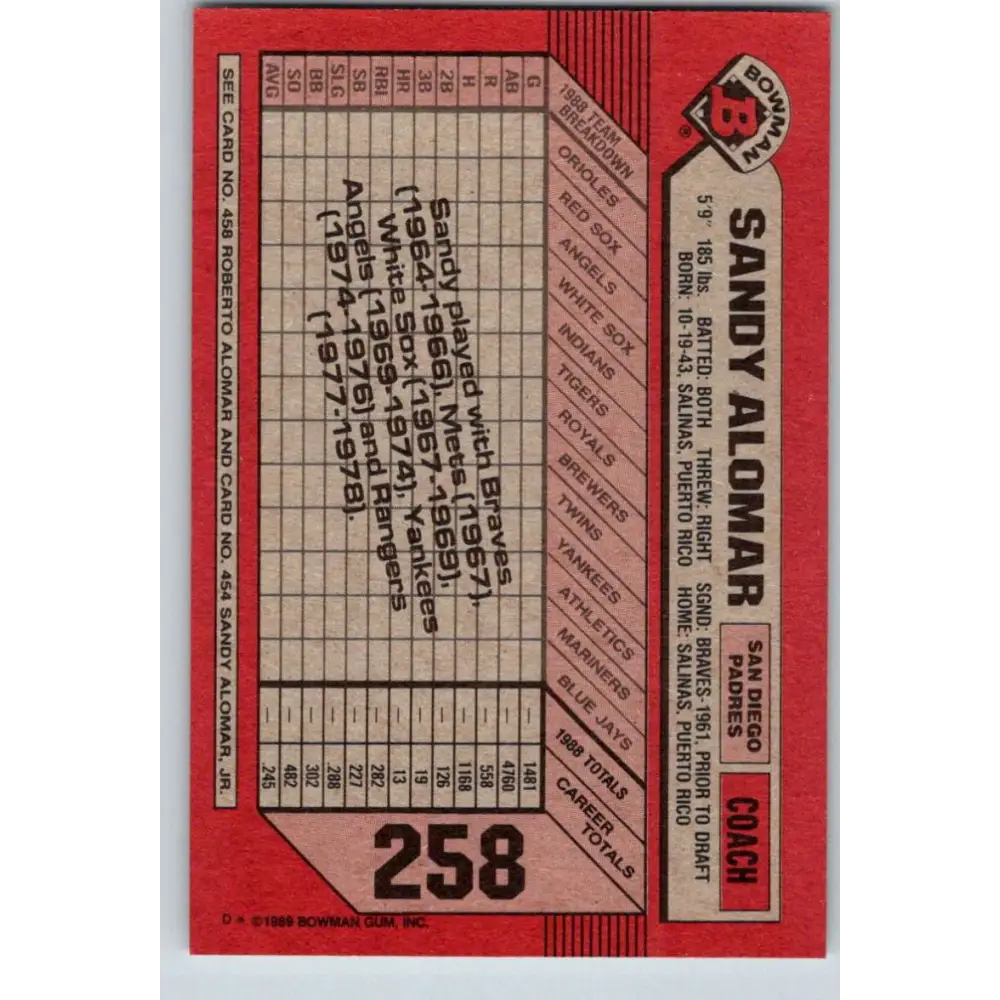 BOWMAN
B
®
SANDY ALOMAR
SAN DIEGO
PADRES
COACH
5'9" 185 lbs. BATTED: BOTH THREW: RIGHT SGND: BRAVES-1961, PRIOR TO DRAFT
BORN: 10-19-43, SALINAS, PUERTO RICO HOME: SALINAS, PUERTO RICO
1988 TEAM
BREAKDOWN
ORIOLES
RED SOX
ANGELS
WHITE SOX
INDIANS
TIGERS
ROYALS
BREWERS
TWINS
YANKEES
ATHLETICS
MARINERS
BLUE JAYS
1988 TOTALS
CAREER
TOTALS
G – 1481
AB – 4760
R – 558
H – 1168
2B – 126
3B – 19
HR – 13
RBI – 282
SB – 227
SLG – .288
BB – 302
SO – 482
AVG – .245
Sandy played with Braves
(1964-1966), Mets (1967),
White Sox (1967-1969),
Angels (1969-1974), Yankees
(1974-1976) and Rangers
(1977-1978).
258
SEE CARD NO. 458 ROBERTO ALOMAR AND CARD NO. 454 SANDY ALOMAR, JR.
D * ©1989 BOWMAN GUM, INC.